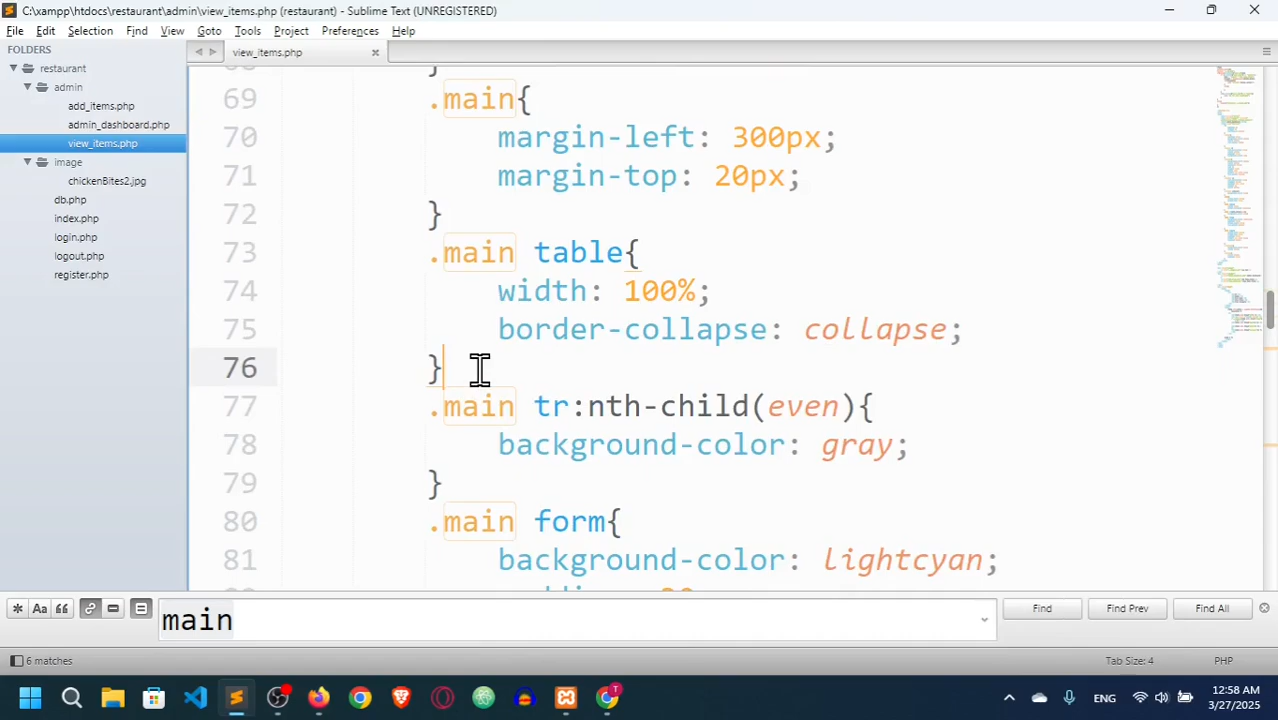 C:\xampp\htdocs\restaurant\admin\view_items.php (restaurant) - Sublime Text (UNREGISTERED)
File Edit Selection Find View Goto Tools Project Preferences Help
FOLDERS
restaurant
admin
add_items.php
admin_dashboard.php
view_items.php
image
chickenBites2.jpg
db.php
index.php
login.php
logout.php
register.php
view_items.php
69 .main{
70 margin-left: 300px;
71 margin-top: 20px;
72 }
73 .main table{
74 width: 100%;
75 border-collapse: collapse;
76 }
77 .main tr:nth-child(even){
78 background-color: gray;
79 }
80 .main form{
81 background-color: lightcyan;
main
Find Find Prev Find All
6 matches Tab Size: 4 PHP
ENG 12:58 AM
3/27/2025